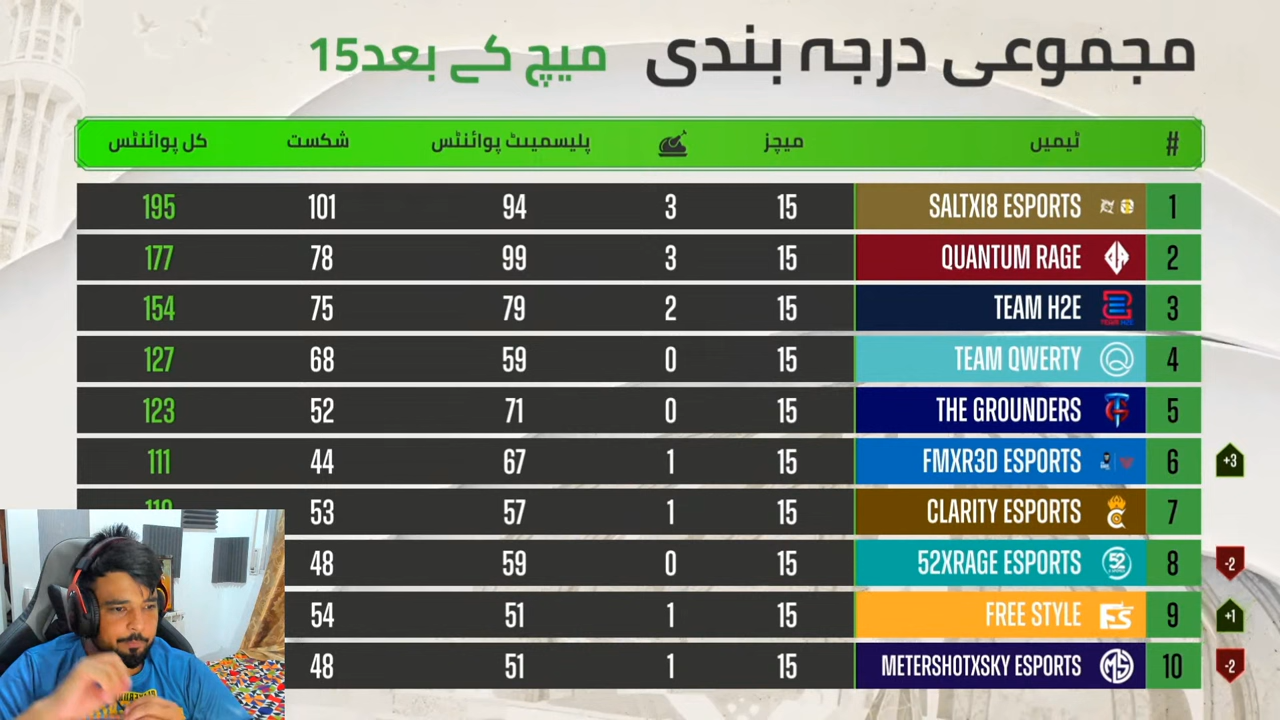 مجموعی درجہ بندی میچ کے بعد15
# ٹیمیں میچز پلیسمینٹ پوائنٹس شکست کل پوائنٹس
1 SALTXI8 ESPORTS 15 3 94 101 195
2 QUANTUM RAGE 15 3 99 78 177
3 TEAM H2E 15 2 79 75 154
4 TEAM QWERTY 15 0 59 68 127
5 THE GROUNDERS 15 0 71 52 123
6 FMXR3D ESPORTS 15 1 67 44 111 +3
7 CLARITY ESPORTS 15 1 57 53 110
8 52XRAGE ESPORTS 15 0 59 48 -2
9 FREE STYLE 15 1 51 54 +1
10 METERSHOTXSKY ESPORTS 15 1 51 48 -2